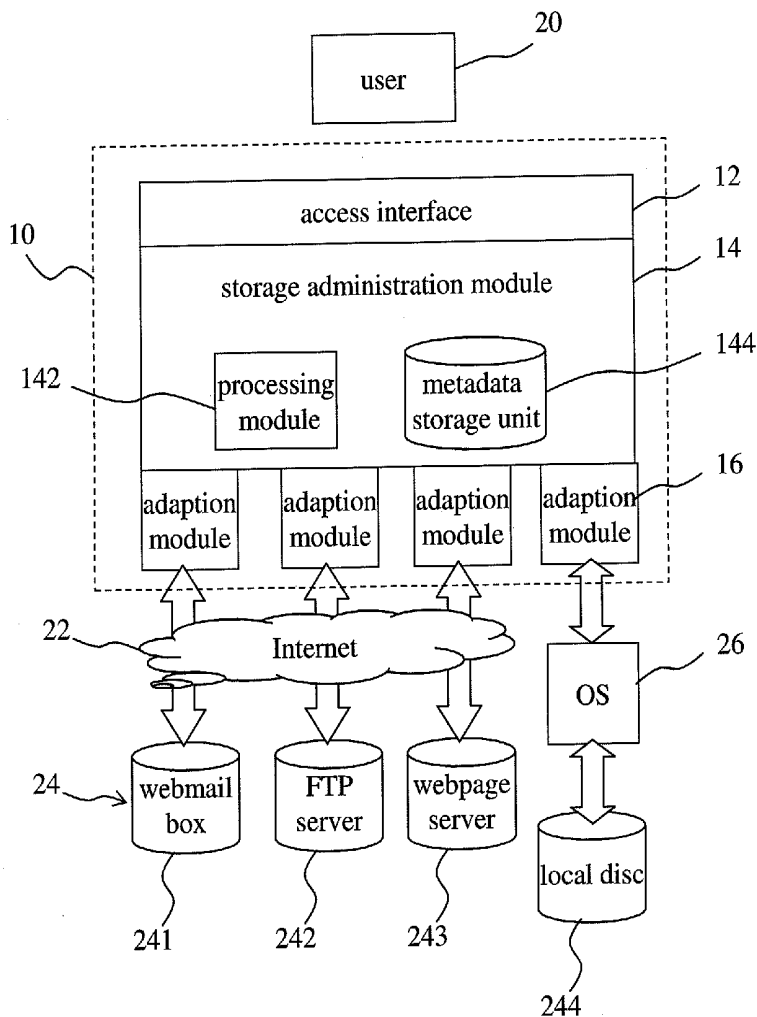 20
user
12
access interface
10
14
storage administration module
144
142
processing
module
metadata
storage unit
16
adaption
module
adaption
module
adaption
module
adaption
module
22
Internet
26
OS
24
webmail
box
FTP
server
webpage
server
local disc
241
242
243
244